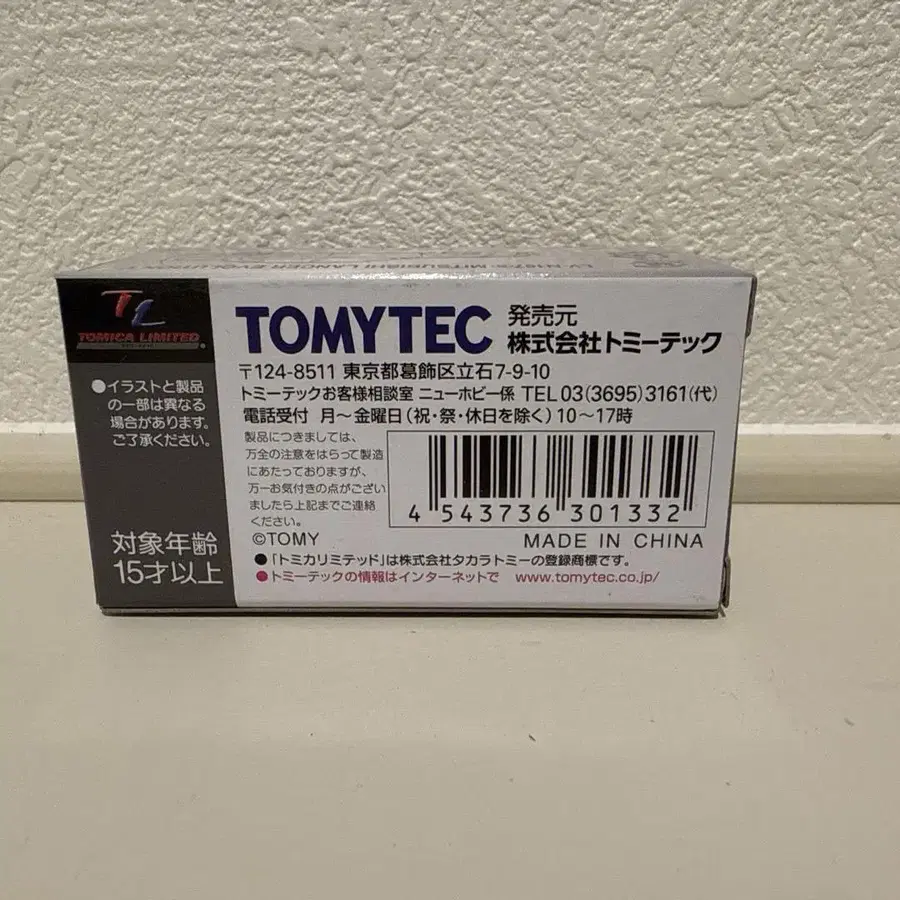 MITSUBISHI LANCER EVOLUTION
TL
TOMICA LIMITED
TOMYTEC
発売元
株式会社トミーテック
〒124-8511 東京都葛飾区立石7-9-10
トミーテックお客様相談室 ニューホビー係 TEL 03(3695)3161(代)
電話受付 月〜金曜日(祝・祭・休日を除く)10〜17時
●イラストと製品
の一部は異なる
場合があります。
ご了承ください。
製品につきましては、
万全の注意をはらって製造
にあたっておりますが、
万一お気付きの点がござい
ましたら上記までご連絡
ください。
4 543736 301332
©TOMY
MADE IN CHINA
対象年齢
15才以上
●「トミカリミテッド」は株式会社タカラトミーの登録商標です。
●トミーテックの情報はインターネットで www.tomytec.co.jp/